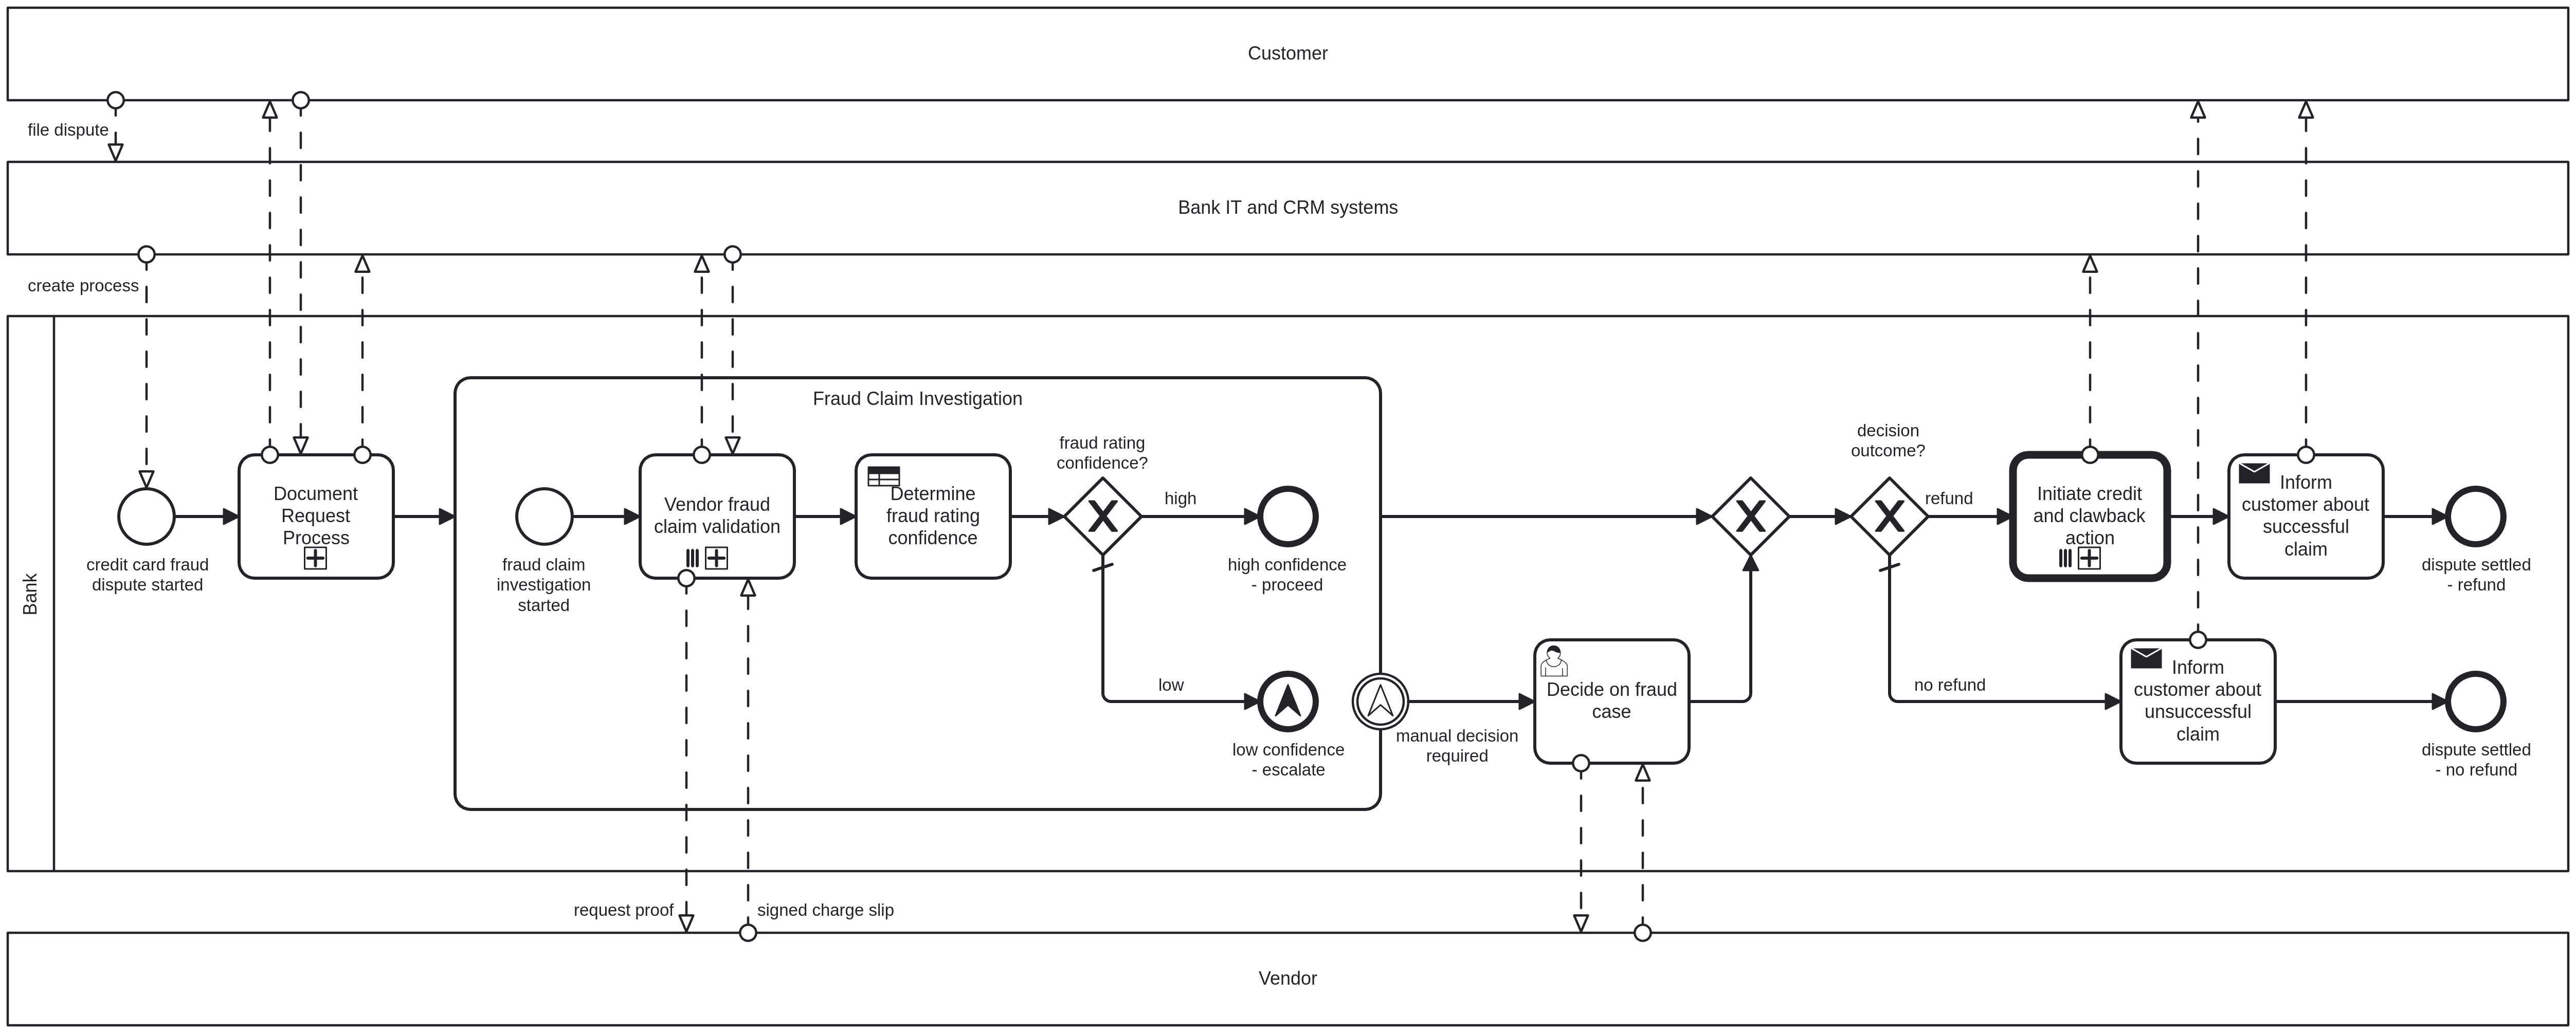 Customer
file dispute
Bank IT and CRM systems
create process
Bank
credit card fraud
dispute started
Document
Request
Process
Fraud Claim Investigation
fraud claim
investigation
started
Vendor fraud
claim validation
Determine
fraud rating
confidence
fraud rating
confidence?
high
high confidence
- proceed
low
low confidence
- escalate
manual decision
required
Decide on fraud
case
decision
outcome?
refund
Initiate credit
and clawback
action
Inform
customer about
successful
claim
dispute settled
- refund
no refund
Inform
customer about
unsuccessful
claim
dispute settled
- no refund
request proof
signed charge slip
Vendor